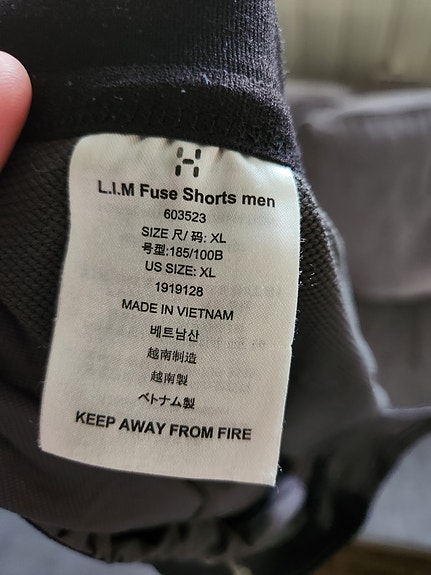 L.I.M Fuse Shorts men
603523
SIZE 尺/ 码: XL
号型:185/100B
US SIZE: XL
1919128
MADE IN VIETNAM
베트남산
越南制造
越南製
ベトナム製
KEEP AWAY FROM FIRE